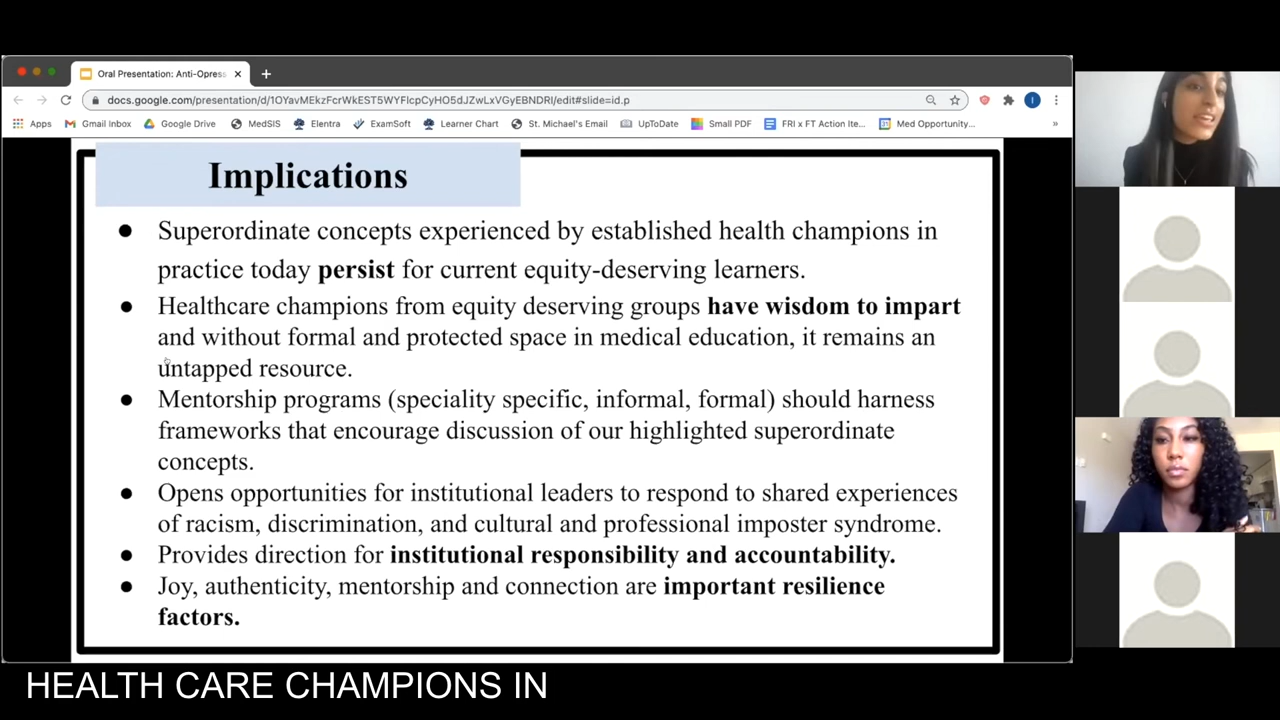 Oral Presentation: Anti-Opress
docs.google.com/presentation/d/1OYavMEkzFcrWkEST5WYFlcpCyHO5dJZwLxVGyEBNDRI/edit#slide=id.p
I
Apps Gmail Inbox Google Drive MedSIS Elentra ExamSoft Learner Chart St. Michael's Email UpToDate Small PDF FRI x FT Action Ite... Med Opportunity... »
Implications
● Superordinate concepts experienced by established health champions in
practice today persist for current equity-deserving learners.
● Healthcare champions from equity deserving groups have wisdom to impart
and without formal and protected space in medical education, it remains an
untapped resource.
● Mentorship programs (speciality specific, informal, formal) should harness
frameworks that encourage discussion of our highlighted superordinate
concepts.
● Opens opportunities for institutional leaders to respond to shared experiences
of racism, discrimination, and cultural and professional imposter syndrome.
● Provides direction for institutional responsibility and accountability.
● Joy, authenticity, mentorship and connection are important resilience
factors.
HEALTH CARE CHAMPIONS IN